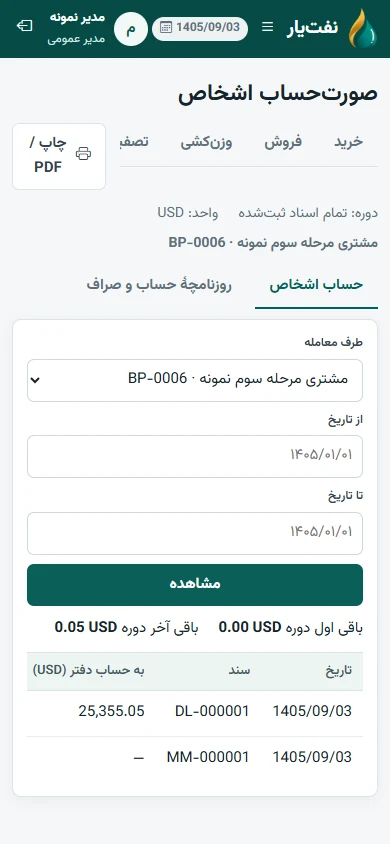 نفت‌یار
1405/09/03
م
مدیر نمونه
مدیر عمومی
صورت‌حساب اشخاص
خرید
فروش
وزن‌کشی
تصفی
چاپ / PDF
دوره: تمام اسناد ثبت‌شده
واحد: USD
مشتری مرحله سوم نمونه · BP-0006
حساب اشخاص
روزنامچهٔ حساب و صراف
طرف معامله
مشتری مرحله سوم نمونه · BP-0006
از تاریخ
۱۴۰۵/۰۱/۰۱
تا تاریخ
۱۴۰۵/۰۱/۰۱
مشاهده
باقی اول دوره 0.00 USD باقی آخر دوره 0.05 USD
تاریخ سند به حساب دفتر (USD)
1405/09/03 DL-000001 25,355.05
1405/09/03 MM-000001 —